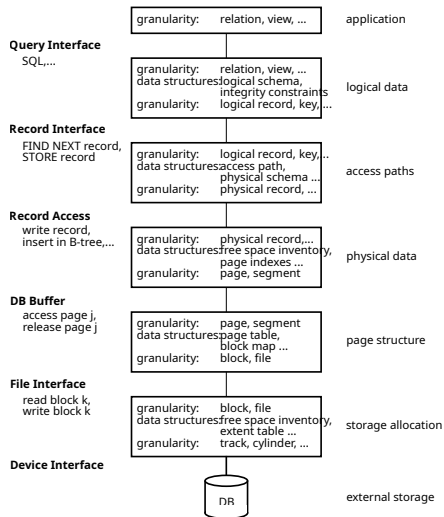 granularity: relation, view, ... application
Query Interface
SQL,...
granularity: relation, view, ...
data structures: logical schema, logical data
integrity constraints
granularity: logical record, key, ...
Record Interface
FIND NEXT record,
STORE record
granularity: logical record, key,...
data structures: access path, access paths
physical schema ...
granularity: physical record, ...
Record Access
write record,
insert in B-tree,...
granularity: physical record,...
data structures: free space inventory, physical data
page indexes ...
granularity: page, segment
DB Buffer
access page j,
release page j
granularity: page, segment
data structures: page table, page structure
block map ...
granularity: block, file
File Interface
read block k,
write block k
granularity: block, file
data structures: free space inventory, storage allocation
extent table ...
granularity: track, cylinder, ...
Device Interface
DB external storage